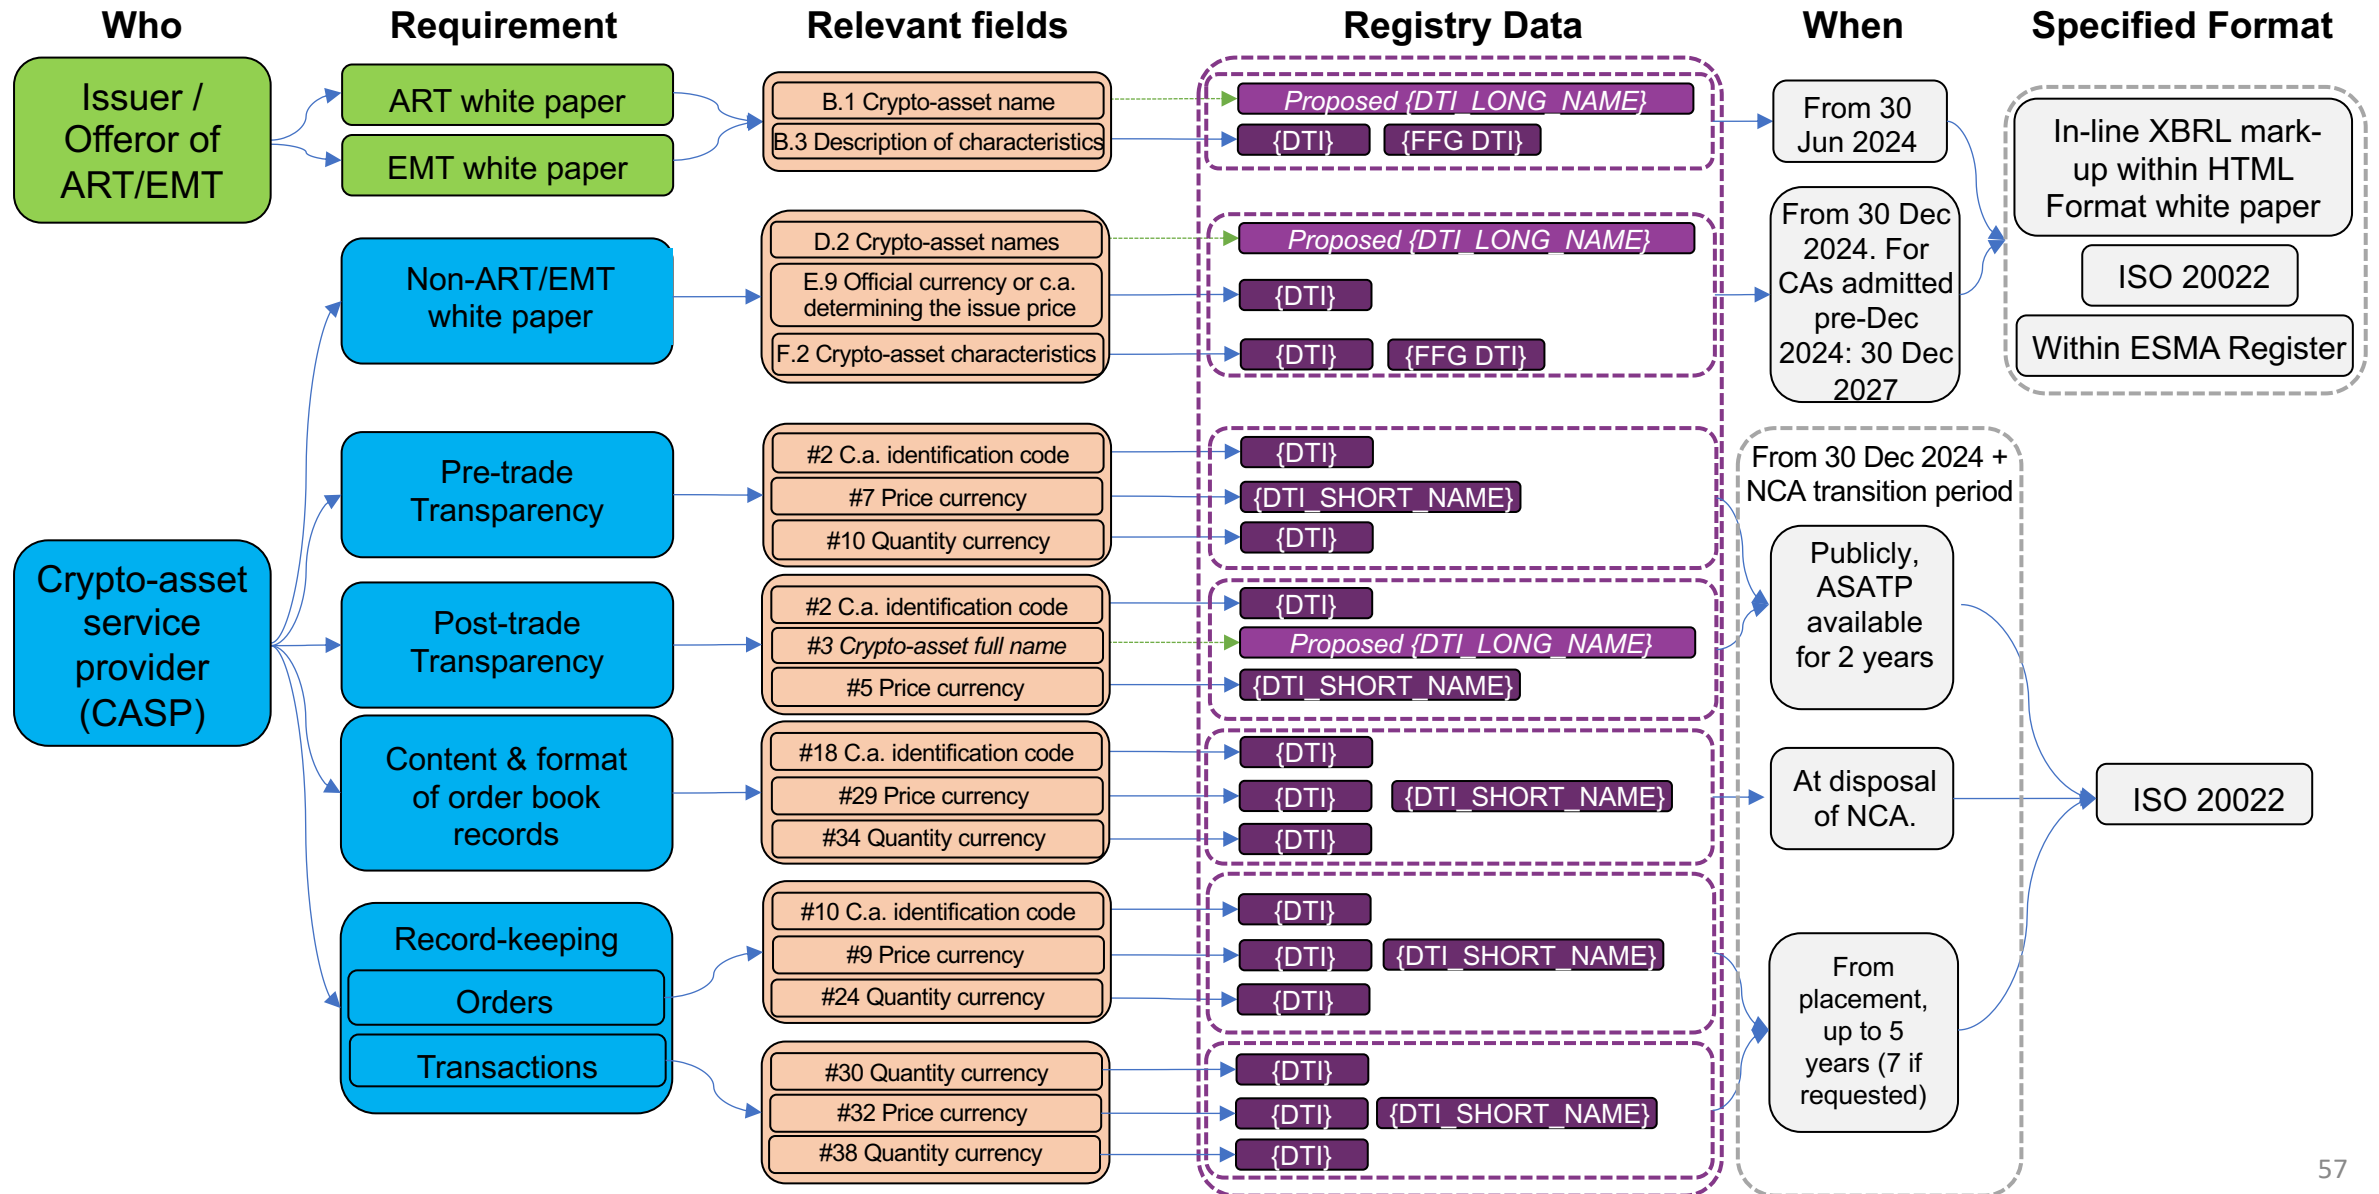 Who
Requirement
Relevant fields
Registry Data
When
Specified Format
Issuer /
Offeror of
ART/EMT
ART white paper
EMT white paper
B.1 Crypto-asset name
B.3 Description of characteristics
Proposed {DTI_LONG_NAME}
{DTI}
{FFG DTI}
From 30
Jun 2024
In-line XBRL mark-
up within HTML
Format white paper
ISO 20022
Within ESMA Register
Non-ART/EMT
white paper
D.2 Crypto-asset names
E.9 Official currency or c.a.
determining the issue price
F.2 Crypto-asset characteristics
Proposed {DTI_LONG_NAME}
{DTI}
{DTI}
{FFG DTI}
From 30 Dec
2024. For
CAs admitted
pre-Dec
2024: 30 Dec
2027
Crypto-asset
service
provider
(CASP)
Pre-trade
Transparency
#2 C.a. identification code
#7 Price currency
#10 Quantity currency
{DTI}
{DTI_SHORT_NAME}
{DTI}
From 30 Dec 2024 +
NCA transition period
Publicly,
ASATP
available
for 2 years
Post-trade
Transparency
#2 C.a. identification code
#3 Crypto-asset full name
#5 Price currency
{DTI}
Proposed {DTI_LONG_NAME}
{DTI_SHORT_NAME}
Content & format
of order book
records
#18 C.a. identification code
#29 Price currency
#34 Quantity currency
{DTI}
{DTI}
{DTI_SHORT_NAME}
{DTI}
At disposal
of NCA.
ISO 20022
Record-keeping
Orders
Transactions
#10 C.a. identification code
#9 Price currency
#24 Quantity currency
{DTI}
{DTI}
{DTI_SHORT_NAME}
{DTI}
From
placement,
up to 5
years (7 if
requested)
#30 Quantity currency
#32 Price currency
#38 Quantity currency
{DTI}
{DTI}
{DTI_SHORT_NAME}
{DTI}
57